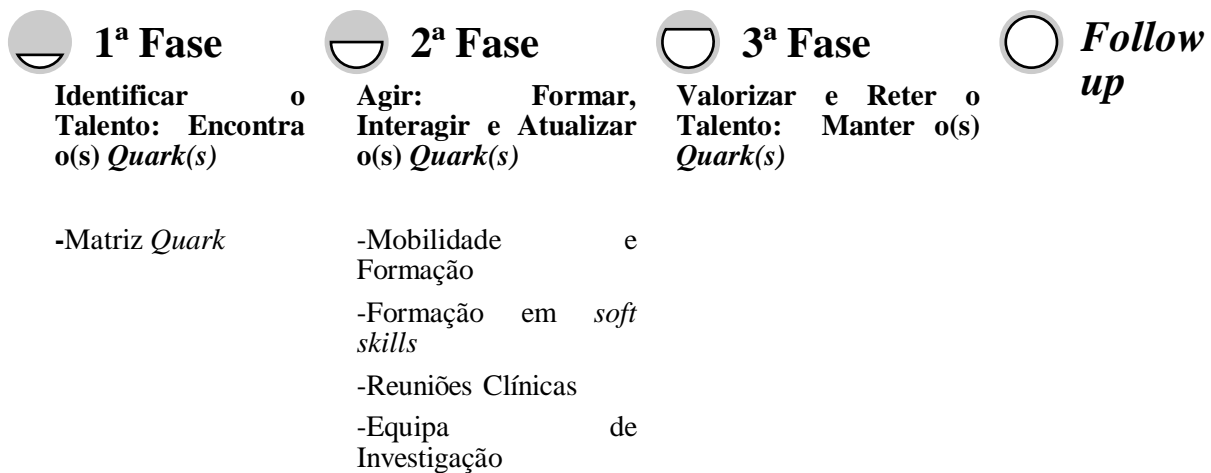 1ª Fase
Identificar o
Talento: Encontra
o(s) Quark(s)
-Matriz Quark
2ª Fase
Agir: Formar,
Interagir e Atualizar
o(s) Quark(s)
-Mobilidade e
Formação
-Formação em soft
skills
-Reuniões Clínicas
-Equipa de
Investigação
3ª Fase
Valorizar e Reter o
Talento: Manter o(s)
Quark(s)
Follow
up